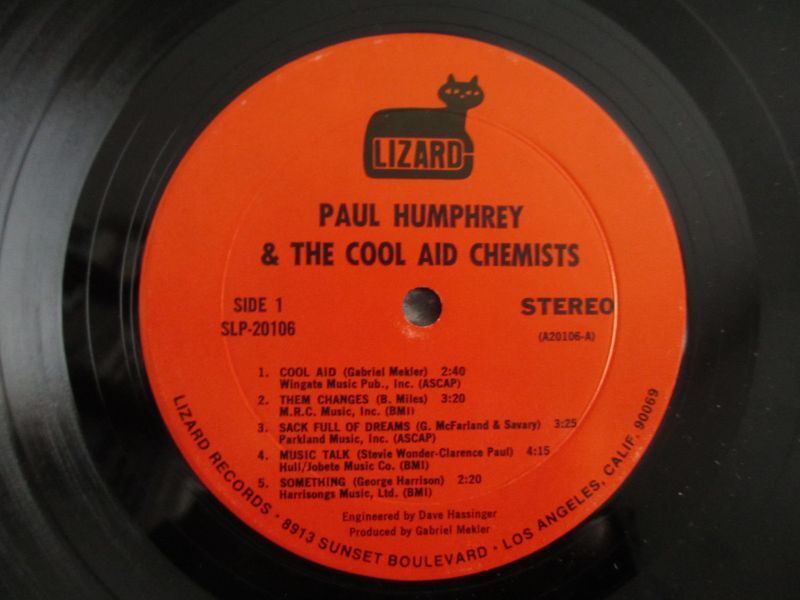 LIZARD
PAUL HUMPHREY
& THE COOL AID CHEMISTS
SIDE 1
SLP-20106
STEREO
(A20106-A)
1. COOL AID (Gabriel Mekler) 2:40
Wingate Music Pub., Inc. (ASCAP)
2. THEM CHANGES (B. Miles) 3:20
M.R.C. Music, Inc. (BMI)
3. SACK FULL OF DREAMS (G. McFarland & Savary) 3:25
Parkland Music, Inc. (ASCAP)
4. MUSIC TALK (Stevie Wonder-Clarence Paul) 4:15
Hull/Jobete Music Co. (BMI)
5. SOMETHING (George Harrison) 2:20
Harrisongs Music, Ltd. (BMI)
Engineered by Dave Hassinger
Produced by Gabriel Mekler
LIZARD RECORDS · 8913 SUNSET BOULEVARD · LOS ANGELES, CALIF. 90069